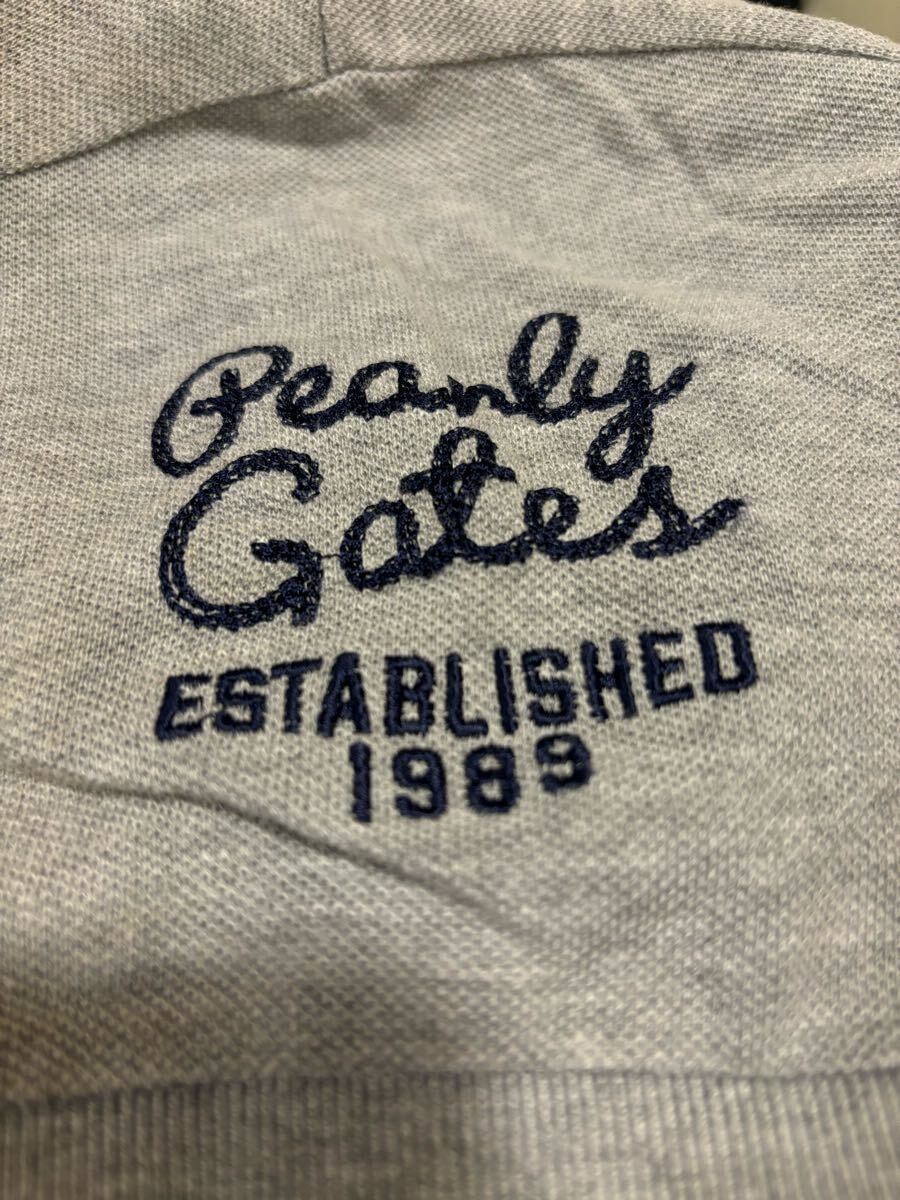 Pearly
Gates
ESTABLISHED
1989